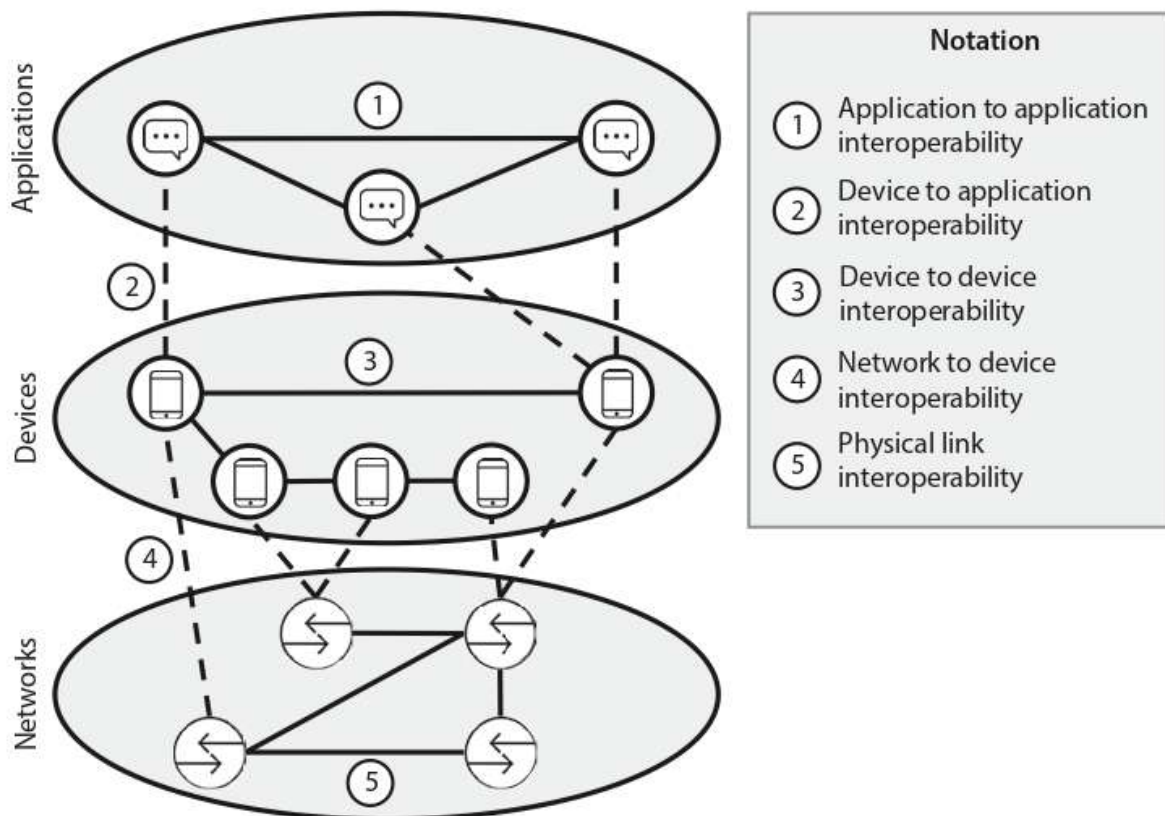 Applications
1
2
Devices
3
4
Networks
5
Notation
1 Application to application
interoperability
2 Device to application
interoperability
3 Device to device
interoperability
4 Network to device
interoperability
5 Physical link
interoperability